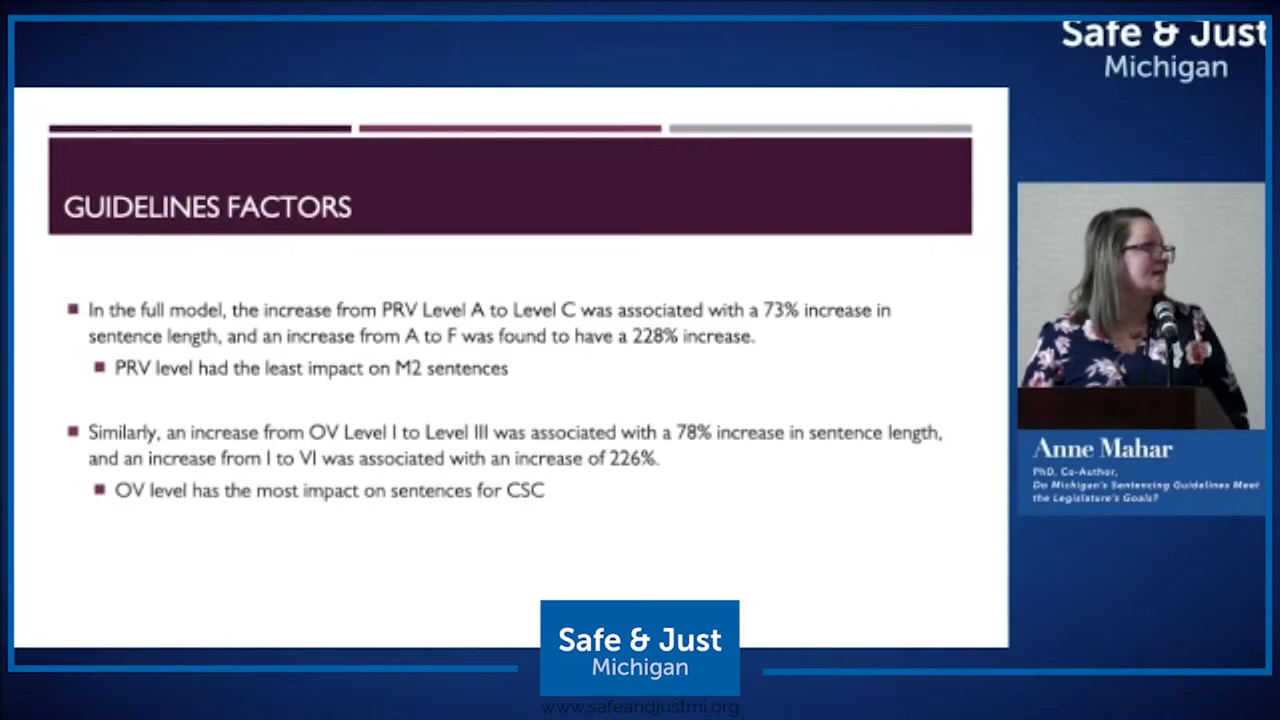 Safe & Just
Michigan
GUIDELINES FACTORS
In the full model, the increase from PRV Level A to Level C was associated with a 73% increase in
sentence length, and an increase from A to F was found to have a 228% increase.
PRV level had the least impact on M2 sentences
Similarly, an increase from OV Level I to Level III was associated with a 78% increase in sentence length,
and an increase from I to VI was associated with an increase of 226%.
OV level has the most impact on sentences for CSC
Anne Mahar
PhD, Co-Author,
Do Michigan's Sentencing Guidelines Meet
the Legislature's Goals?
Safe & Just
Michigan
www.safeandjustmi.org